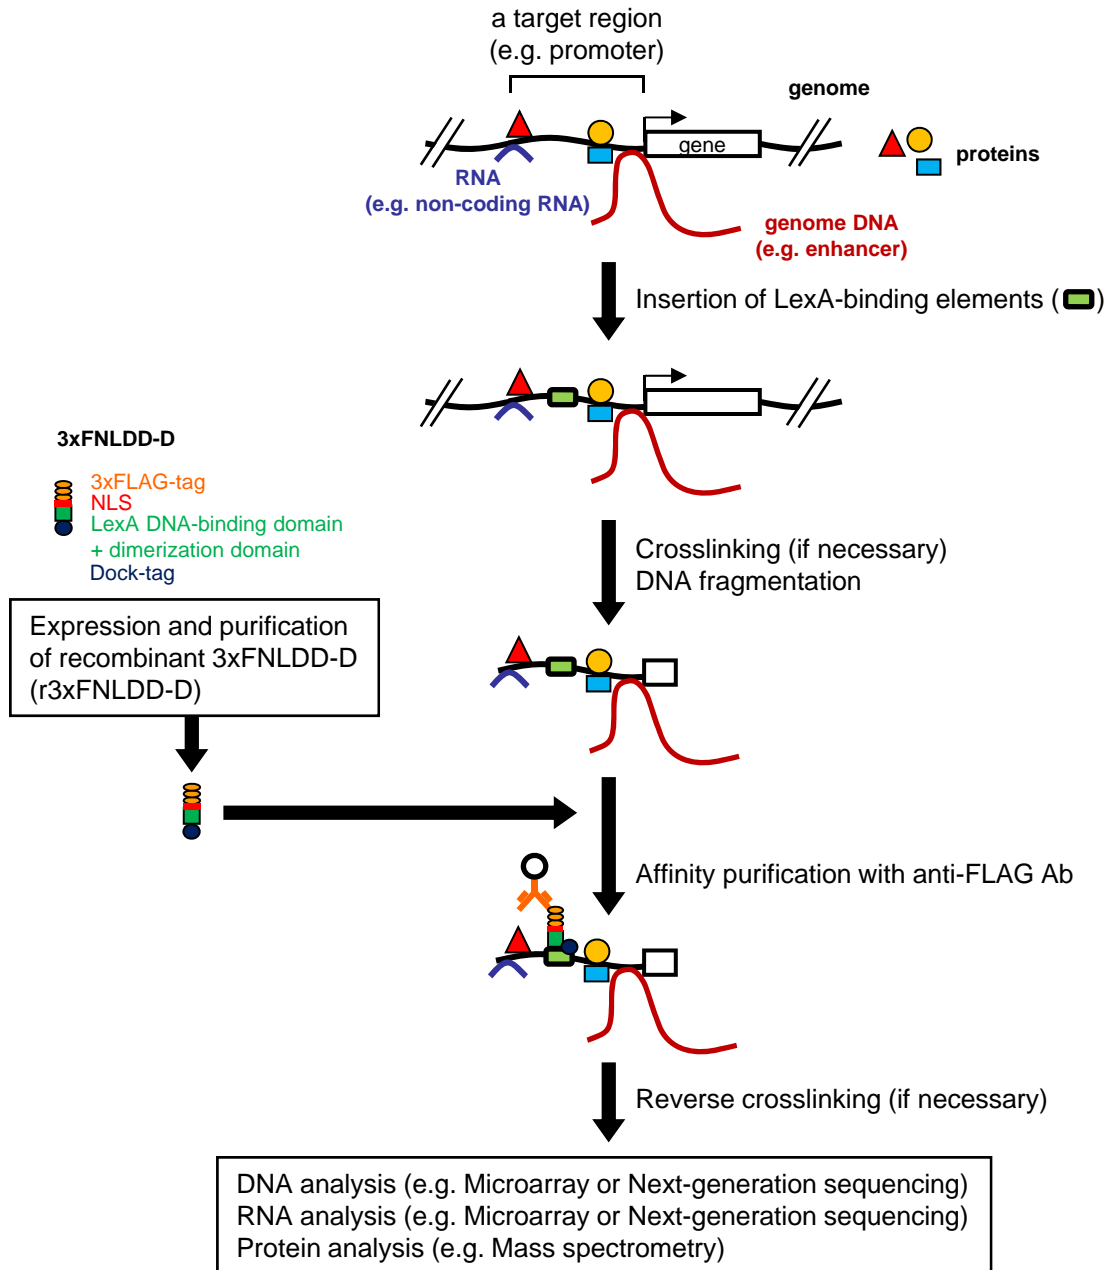 a target region
(e.g. promoter)
genome
gene
proteins
RNA
(e.g. non-coding RNA)
genome DNA
(e.g. enhancer)
Insertion of LexA-binding elements ( )
3xFNLDD-D
3xFLAG-tag
NLS
LexA DNA-binding domain
+ dimerization domain
Dock-tag
Crosslinking (if necessary)
DNA fragmentation
Expression and purification
of recombinant 3xFNLDD-D
(r3xFNLDD-D)
Affinity purification with anti-FLAG Ab
Reverse crosslinking (if necessary)
DNA analysis (e.g. Microarray or Next-generation sequencing)
RNA analysis (e.g. Microarray or Next-generation sequencing)
Protein analysis (e.g. Mass spectrometry)